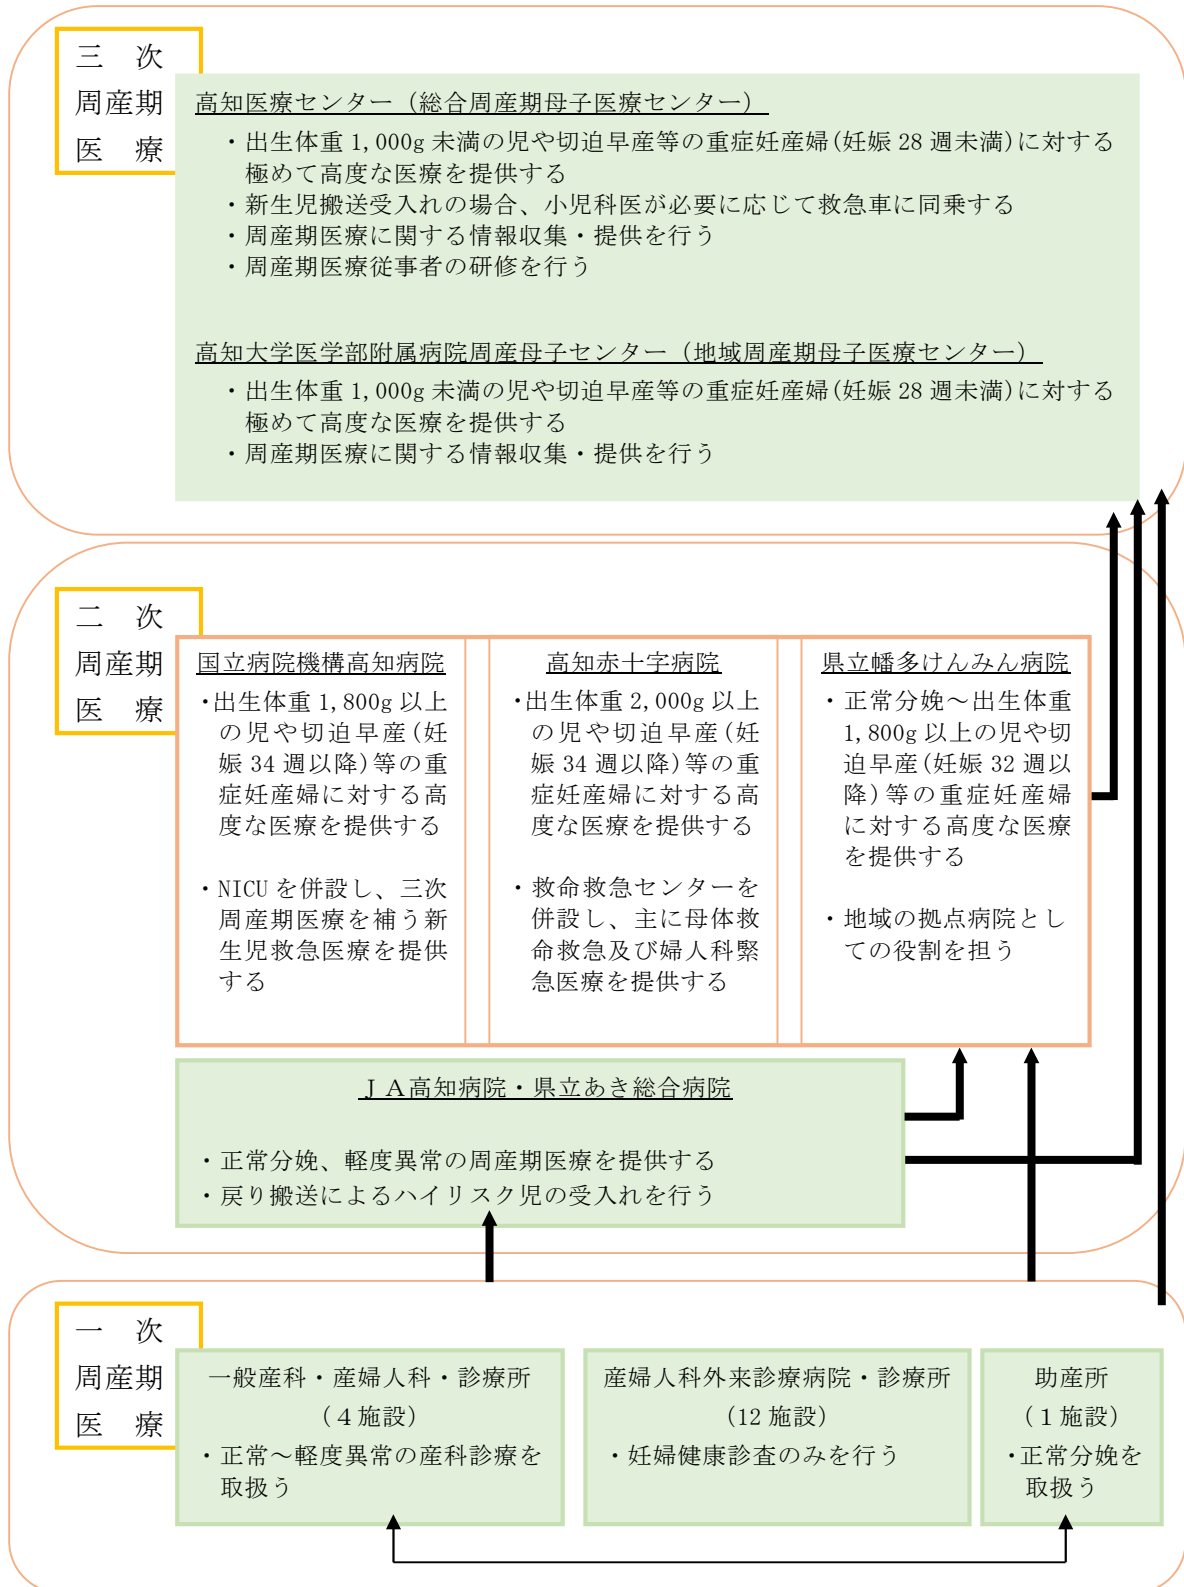 三　次
周産期
医　療
高知医療センター（総合周産期母子医療センター）
・出生体重 1,000g 未満の児や切迫早産等の重症妊産婦(妊娠 28 週未満)に対する
極めて高度な医療を提供する
・新生児搬送受入れの場合、小児科医が必要に応じて救急車に同乗する
・周産期医療に関する情報収集・提供を行う
・周産期医療従事者の研修を行う
高知大学医学部附属病院周産母子センター（地域周産期母子医療センター）
・出生体重 1,000g 未満の児や切迫早産等の重症妊産婦(妊娠 28 週未満)に対する
極めて高度な医療を提供する
・周産期医療に関する情報収集・提供を行う
二　次
周産期
医　療
国立病院機構高知病院
・出生体重 1,800g 以上
の児や切迫早産(妊
娠 34 週以降)等の重
症妊産婦に対する高
度な医療を提供する
・NICU を併設し、三次
周産期医療を補う新
生児救急医療を提供
する
高知赤十字病院
・出生体重 2,000g 以上
の児や切迫早産(妊
娠 34 週以降)等の重
症妊産婦に対する高
度な医療を提供する
・救命救急センターを
併設し、主に母体救
命救急及び婦人科緊
急医療を提供する
県立幡多けんみん病院
・正常分娩～出生体重
1,800g 以上の児や切
迫早産(妊娠 32 週以
降)等の重症妊産婦
に対する高度な医療
を提供する
・地域の拠点病院とし
ての役割を担う
ＪＡ高知病院・県立あき総合病院
・正常分娩、軽度異常の周産期医療を提供する
・戻り搬送によるハイリスク児の受入れを行う
一　次
周産期
医　療
一般産科・産婦人科・診療所
（４施設）
・正常～軽度異常の産科診療を
取扱う
産婦人科外来診療病院・診療所
（12 施設）
・妊婦健康診査のみを行う
助産所
（１施設）
・正常分娩を
取扱う